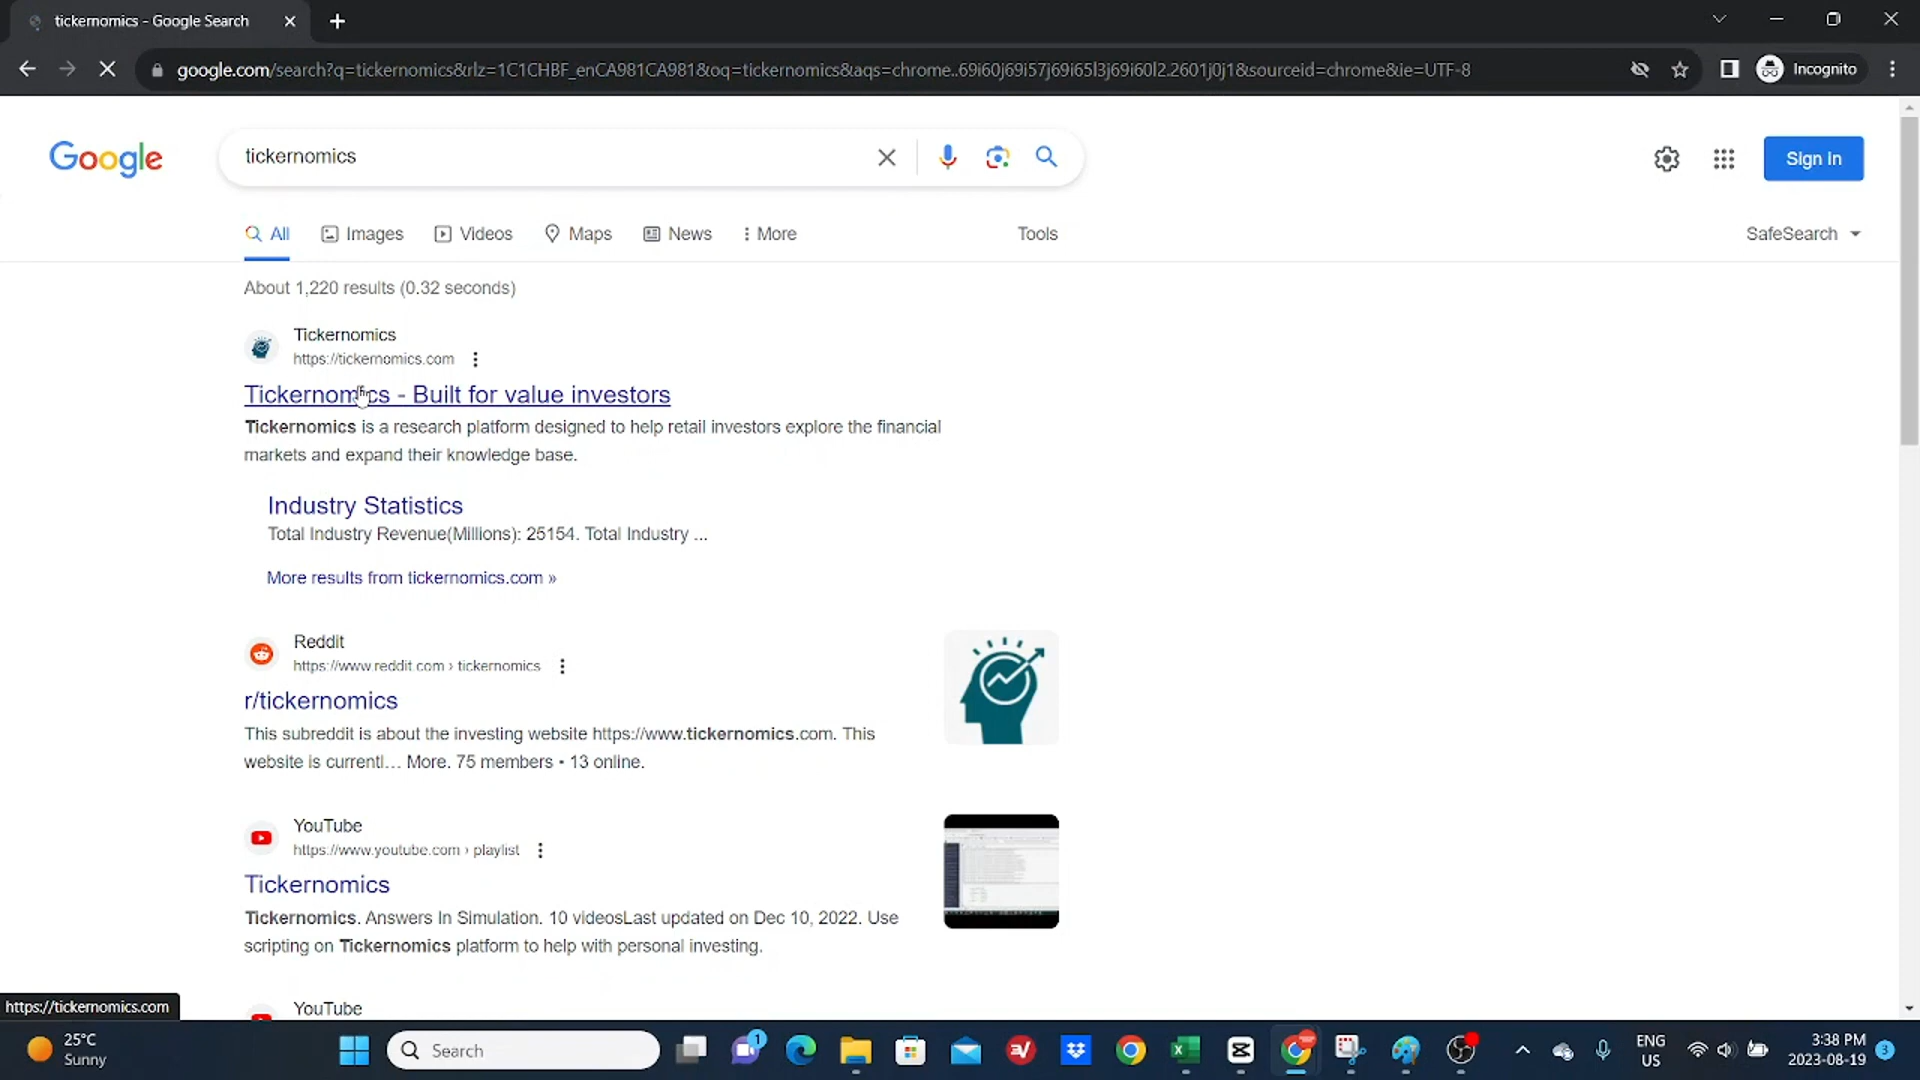 tickernomics - Google Search
google.com/search?q=tickernomics&rlz=1C1CHBF_enCA981CA981&oq=tickernomics&aqs=chrome..69i60j69i57j69i65l3j69i60l2.2601j0j1&sourceid=chrome&ie=UTF-8
Incognito
Google
tickernomics
Sign in
All
Images
Videos
Maps
News
More
Tools
SafeSearch
About 1,220 results (0.32 seconds)
Tickernomics
https://tickernomics.com
Tickernomics - Built for value investors
Tickernomics is a research platform designed to help retail investors explore the financial
markets and expand their knowledge base.
Industry Statistics
Total Industry Revenue(Millions): 25154. Total Industry ...
More results from tickernomics.com »
Reddit
https://www.reddit.com › tickernomics
r/tickernomics
This subreddit is about the investing website https://www.tickernomics.com. This
website is currentl... More. 75 members • 13 online.
YouTube
https://www.youtube.com › playlist
Tickernomics
Tickernomics. Answers In Simulation. 10 videosLast updated on Dec 10, 2022. Use
scripting on Tickernomics platform to help with personal investing.
YouTube
https://tickernomics.com
25°C
Sunny
Search
1
ENG
US
3:38 PM
2023-08-19
3